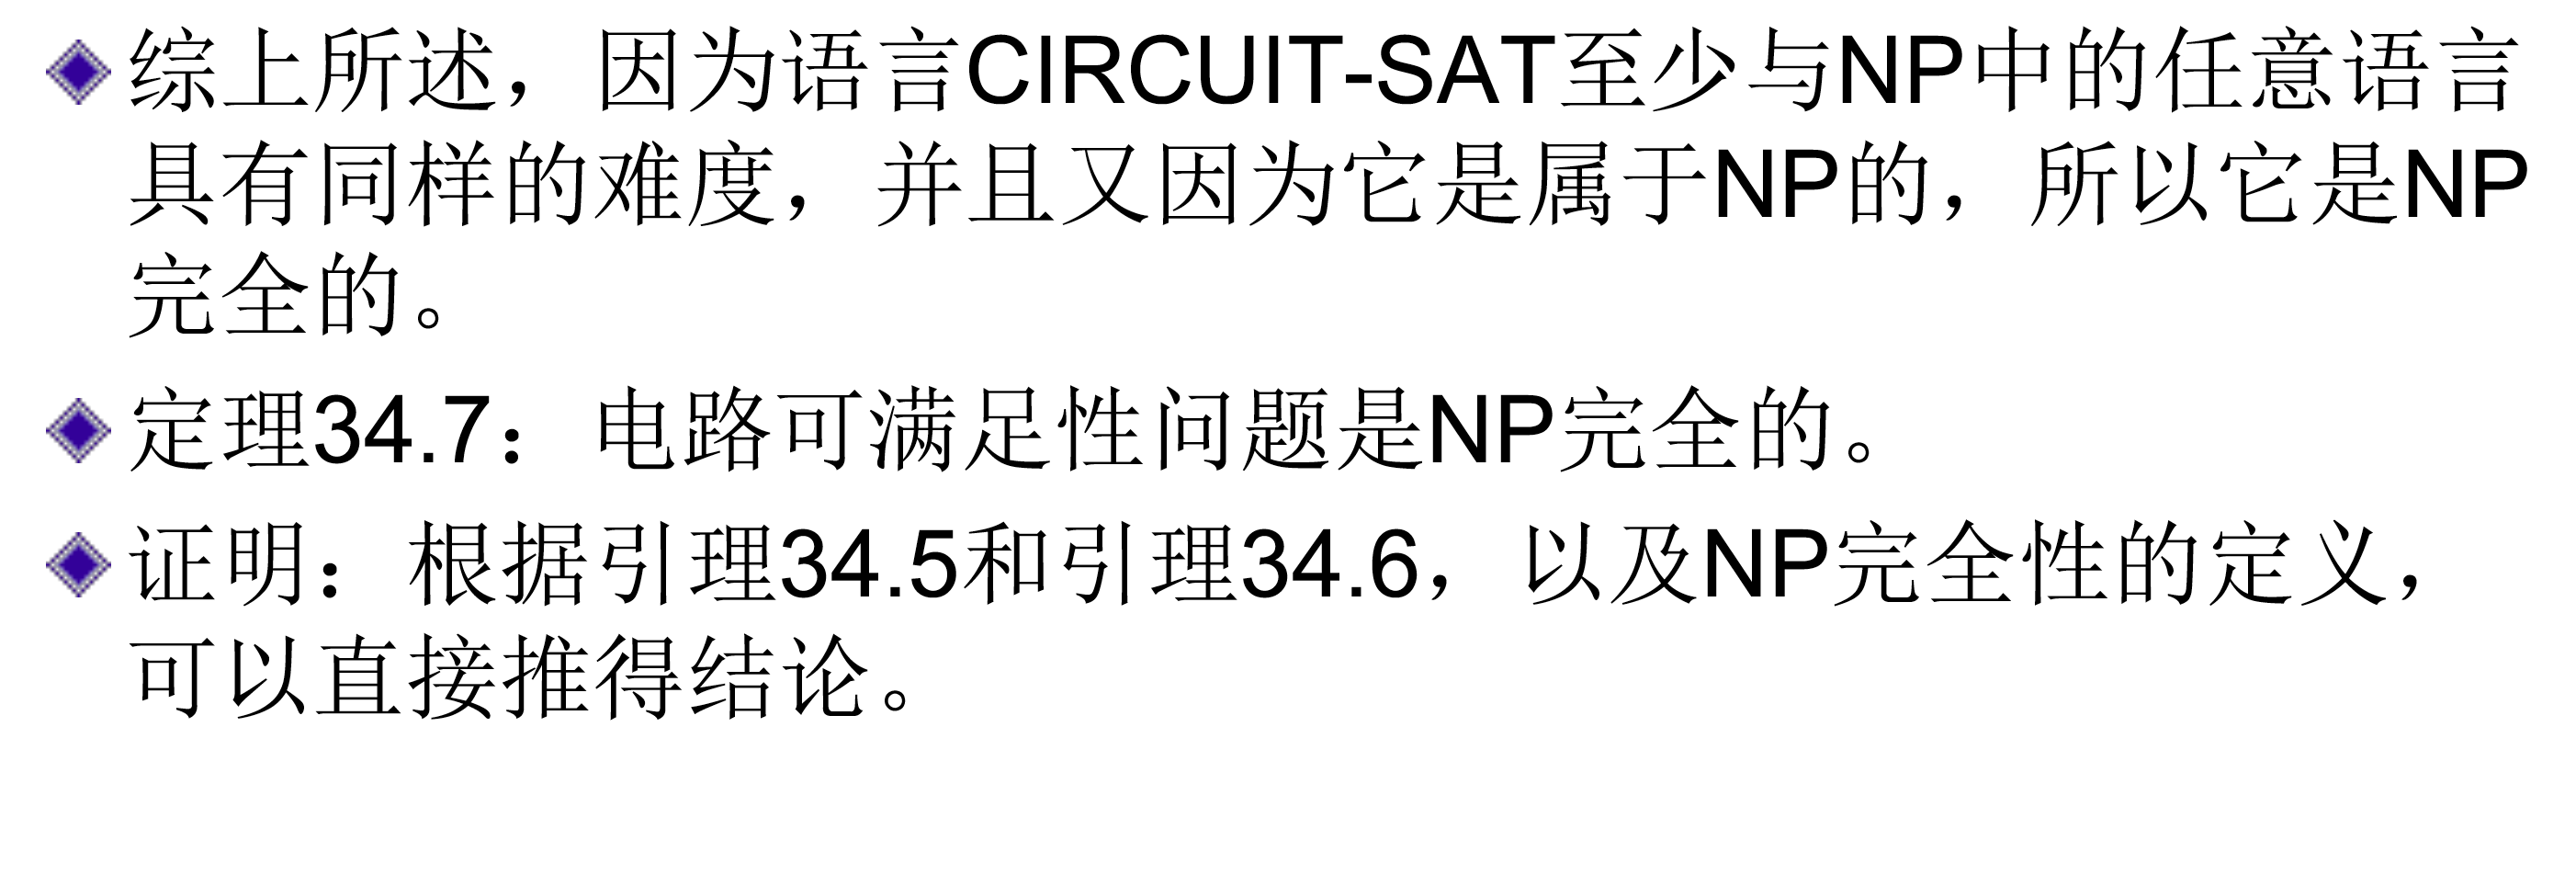 综上所述，因为语言CIRCUIT-SAT至少与NP中的任意语言
具有同样的难度，并且又因为它是属于NP的，所以它是NP
完全的。
定理34.7：电路可满足性问题是NP完全的。
证明：根据引理34.5和引理34.6，以及NP完全性的定义，
可以直接推得结论。